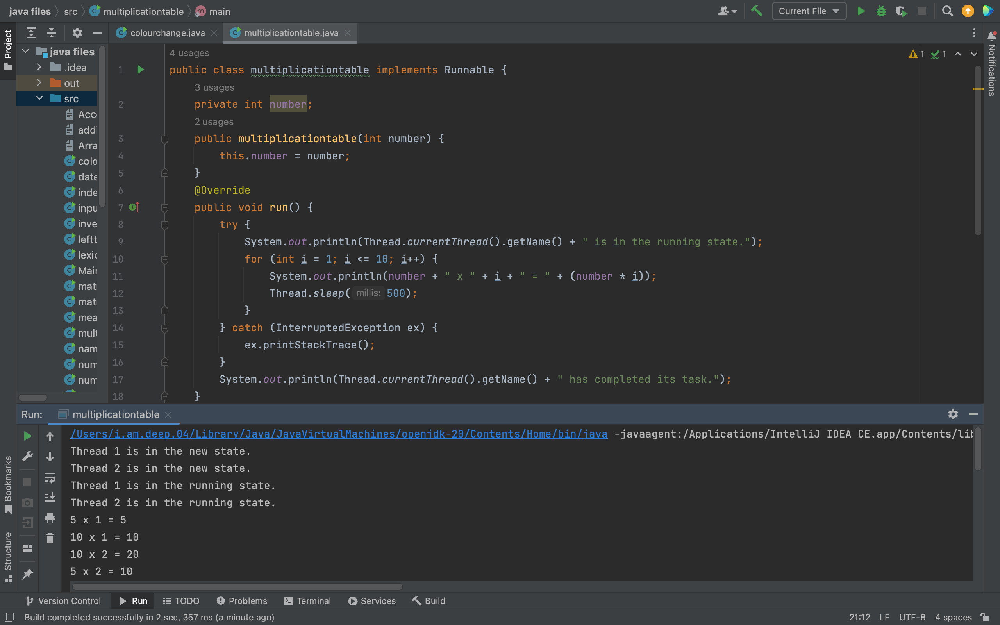 java files src multiplicationtable main Current File
Project
colourchange.java multiplicationtable.java
Notifications
java files
.idea
out
src
Acc
add
Arra
colo
date
inde
inpu
inve
leftt
lexic
Mai
mat
mat
mea
mult
nam
num
num
4 usages
1 1
1 public class multiplicationtable implements Runnable {
3 usages
2 private int number;
2 usages
3 public multiplicationtable(int number) {
4 this.number = number;
5 }
6 @Override
7 public void run() {
8 try {
9 System.out.println(Thread.currentThread().getName() + " is in the running state.");
10 for (int i = 1; i <= 10; i++) {
11 System.out.println(number + " x " + i + " = " + (number * i));
12 Thread.sleep( millis: 500);
13 }
14 } catch (InterruptedException ex) {
15 ex.printStackTrace();
16 }
17 System.out.println(Thread.currentThread().getName() + " has completed its task.");
18 }
Run: multiplicationtable
/Users/i.am.deep.04/Library/Java/JavaVirtualMachines/openjdk-20/Contents/Home/bin/java -javaagent:/Applications/IntelliJ IDEA CE.app/Contents/lib
Thread 1 is in the new state.
Thread 2 is in the new state.
Thread 1 is in the running state.
Thread 2 is in the running state.
5 x 1 = 5
10 x 1 = 10
10 x 2 = 20
5 x 2 = 10
Bookmarks
Structure
Version Control Run TODO Problems Terminal Services Build
Build completed successfully in 2 sec, 357 ms (a minute ago) 21:12 LF UTF-8 4 spaces